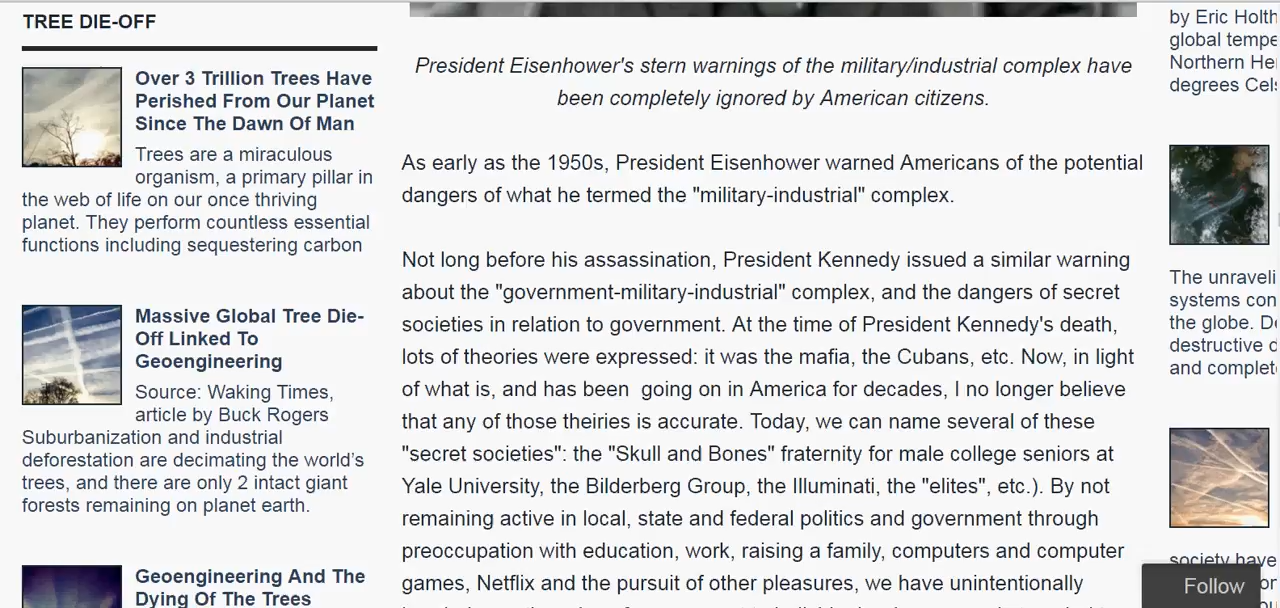 TREE DIE-OFF
Over 3 Trillion Trees Have
Perished From Our Planet
Since The Dawn Of Man
Trees are a miraculous
organism, a primary pillar in
the web of life on our once thriving
planet. They perform countless essential
functions including sequestering carbon
Massive Global Tree Die-
Off Linked To
Geoengineering
Source: Waking Times,
article by Buck Rogers
Suburbanization and industrial
deforestation are decimating the world’s
trees, and there are only 2 intact giant
forests remaining on planet earth.
Geoengineering And The
Dying Of The Trees
President Eisenhower's stern warnings of the military/industrial complex have
been completely ignored by American citizens.
As early as the 1950s, President Eisenhower warned Americans of the potential
dangers of what he termed the "military-industrial" complex.
Not long before his assassination, President Kennedy issued a similar warning
about the "government-military-industrial" complex, and the dangers of secret
societies in relation to government. At the time of President Kennedy's death,
lots of theories were expressed: it was the mafia, the Cubans, etc. Now, in light
of what is, and has been  going on in America for decades, I no longer believe
that any of those theiries is accurate. Today, we can name several of these
"secret societies": the "Skull and Bones" fraternity for male college seniors at
Yale University, the Bilderberg Group, the Illuminati, the "elites", etc.). By not
remaining active in local, state and federal politics and government through
preoccupation with education, work, raising a family, computers and computer
games, Netflix and the pursuit of other pleasures, we have unintentionally
by Eric
global
Northern
degrees
The
systems
the globe.
destructive
and
society have
Follow